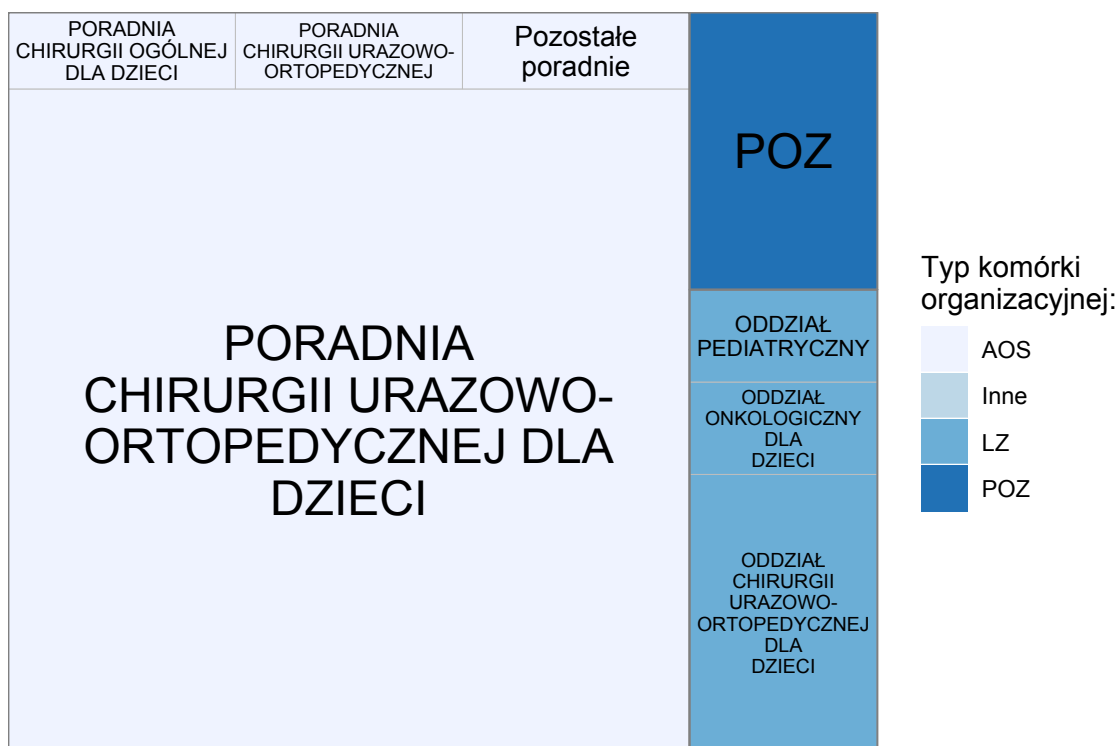 PORADNIA
CHIRURGII OGÓLNEJ
DLA DZIECI
PORADNIA
CHIRURGII URAZOWO-
ORTOPEDYCZNEJ
Pozostałe
poradnie
PORADNIA
CHIRURGII URAZOWO-
ORTOPEDYCZNEJ DLA
DZIECI
POZ
ODDZIAŁ
PEDIATRYCZNY
ODDZIAŁ
ONKOLOGICZNY
DLA
DZIECI
ODDZIAŁ
CHIRURGII
URAZOWO-
ORTOPEDYCZNEJ
DLA
DZIECI
Typ komórki
organizacyjnej:
AOS
Inne
LZ
POZ